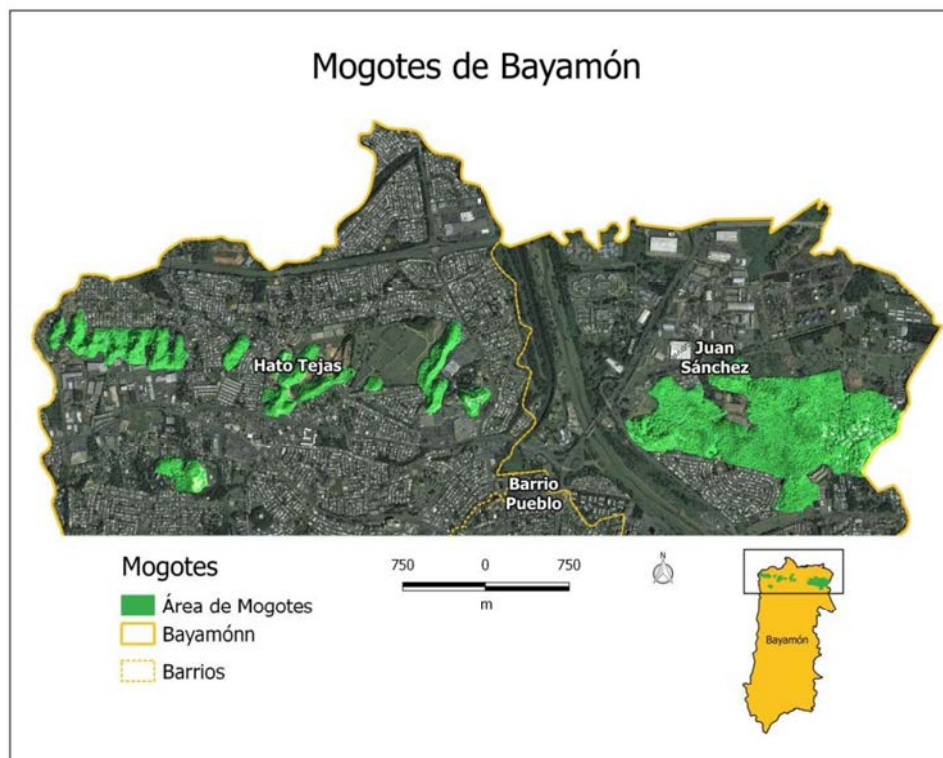 Mogotes de Bayamón
Hato Tejas
Juan
Sánchez
Barrio
Pueblo
Mogotes
Área de Mogotes
Bayamónn
Barrios
750 0 750
m
N
Bayamón